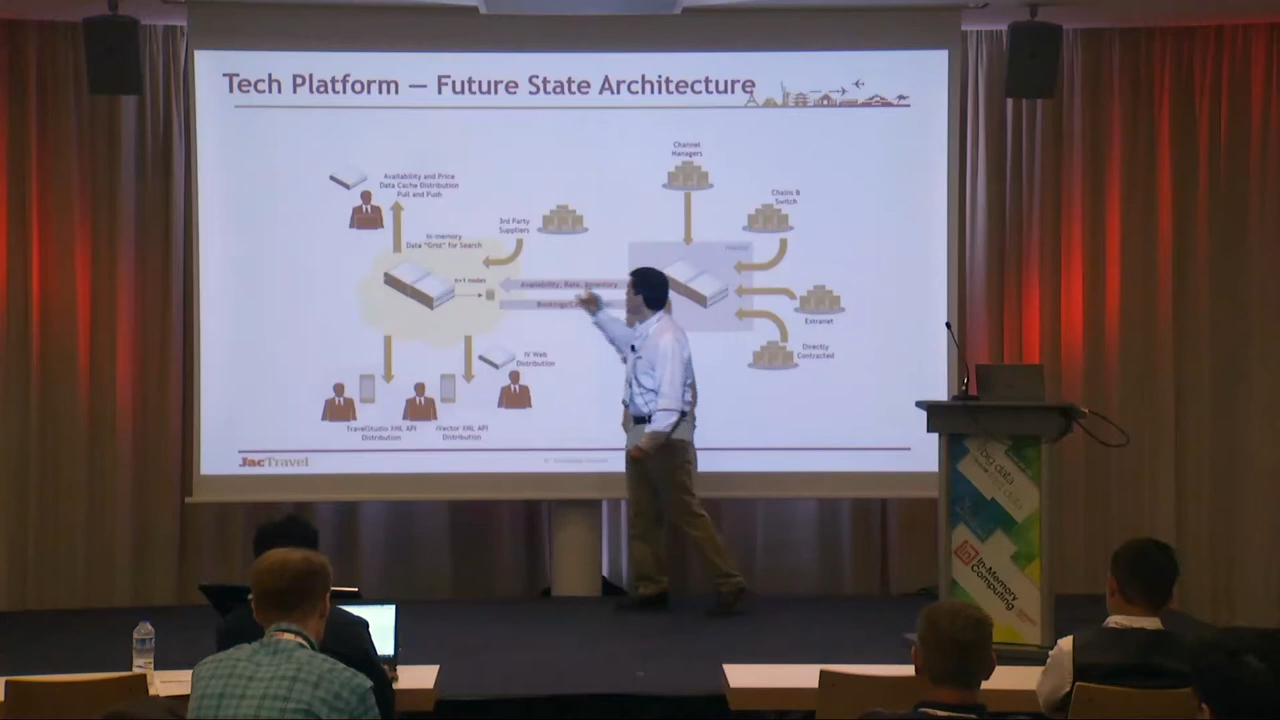 Tech Platform — Future State Architecture
Channel
Managers
Availability and Price
Data Cache Distribution
Pull and Push
Chains &
Switch
3rd Party
Suppliers
In-memory
Data "Grid" for Search
n+1 nodes
Availability, Rate, Inventory
Extranet
Directly
Contracted
IV Web
Distribution
TravelStudio XML API
Distribution
iVector XML API
Distribution
JacTravel
big data
In-Memory
Computing